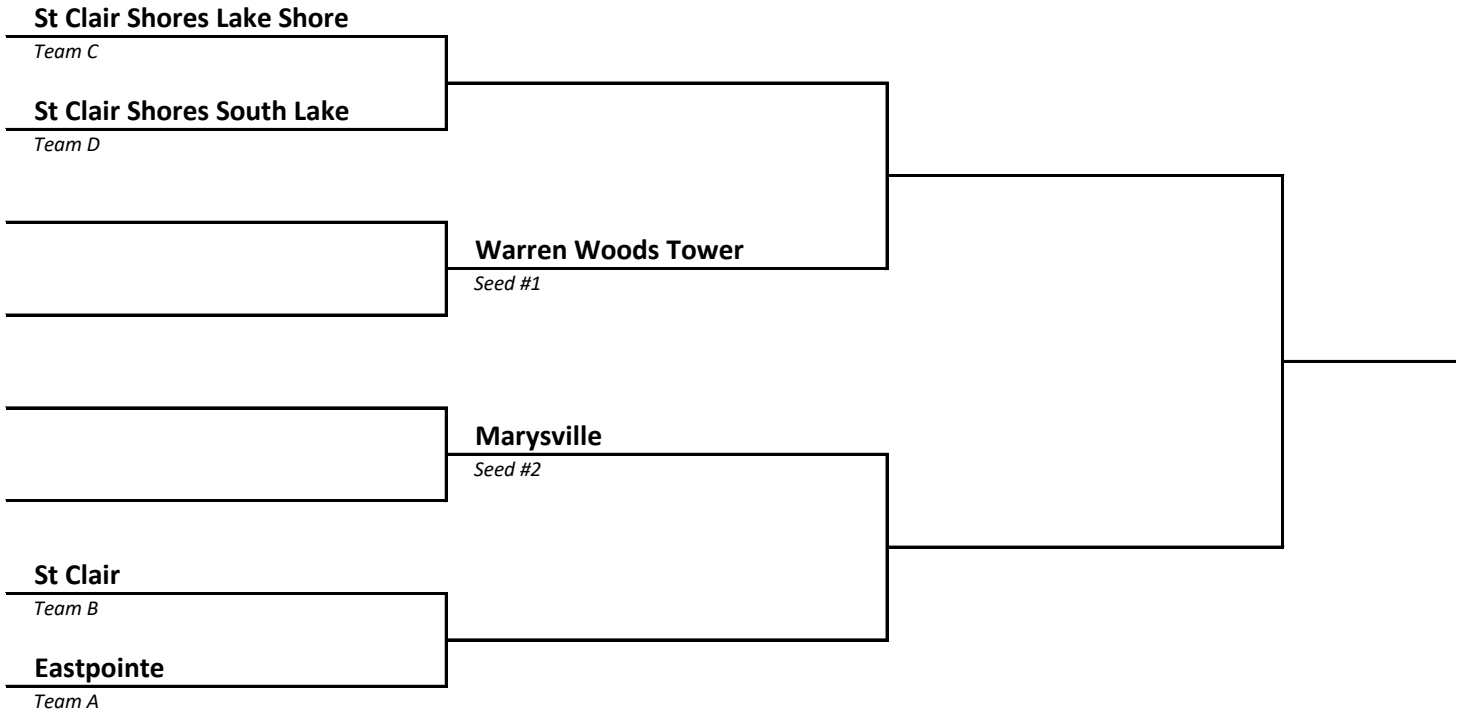 St Clair Shores Lake Shore
Team C
St Clair Shores South Lake
Team D
Warren Woods Tower
Seed #1
Marysville
Seed #2
St Clair
Team B
Eastpointe
Team A